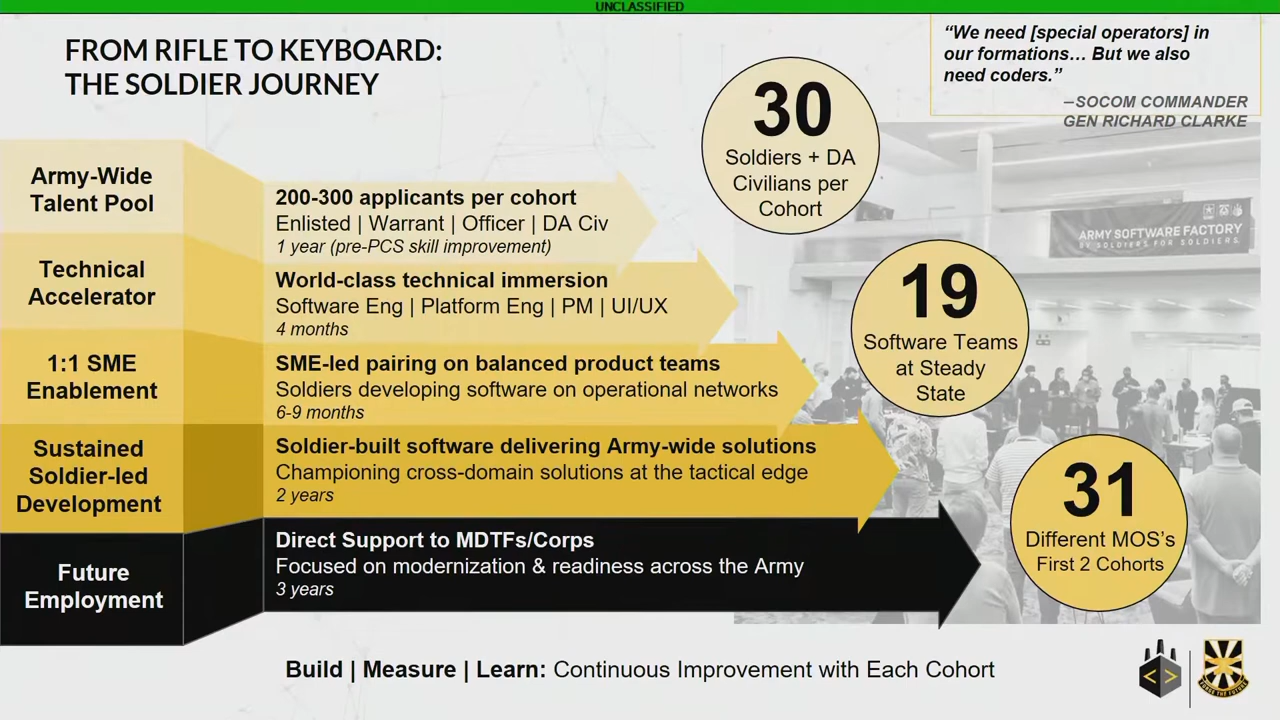 UNCLASSIFIED
FROM RIFLE TO KEYBOARD:
THE SOLDIER JOURNEY
“We need [special operators] in
our formations… But we also
need coders.”
–SOCOM COMMANDER
GEN RICHARD CLARKE
30
Soldiers + DA
Civilians per
Cohort
Army-Wide
Talent Pool
200-300 applicants per cohort
Enlisted | Warrant | Officer | DA Civ
1 year (pre-PCS skill improvement)
ARMY SOFTWARE FACTORY
BY SOLDIERS FOR SOLDIERS
Technical
Accelerator
World-class technical immersion
Software Eng | Platform Eng | PM | UI/UX
4 months
19
Software Teams
at Steady
State
1:1 SME
Enablement
SME-led pairing on balanced product teams
Soldiers developing software on operational networks
6-9 months
Sustained
Soldier-led
Development
Soldier-built software delivering Army-wide solutions
Championing cross-domain solutions at the tactical edge
2 years
31
Different MOS’s
First 2 Cohorts
Future
Employment
Direct Support to MDTFs/Corps
Focused on modernization & readiness across the Army
3 years
Build | Measure | Learn: Continuous Improvement with Each Cohort
< >
FORGE THE FUTURE